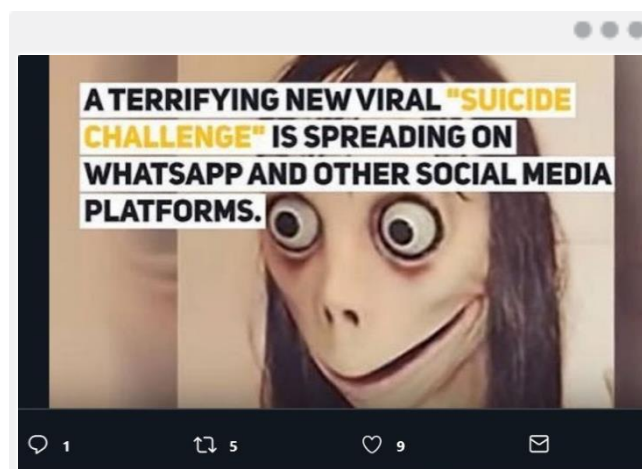 A TERRIFYING NEW VIRAL "SUICIDE
CHALLENGE" IS SPREADING ON
WHATSAPP AND OTHER SOCIAL MEDIA
PLATFORMS.
1 5 9